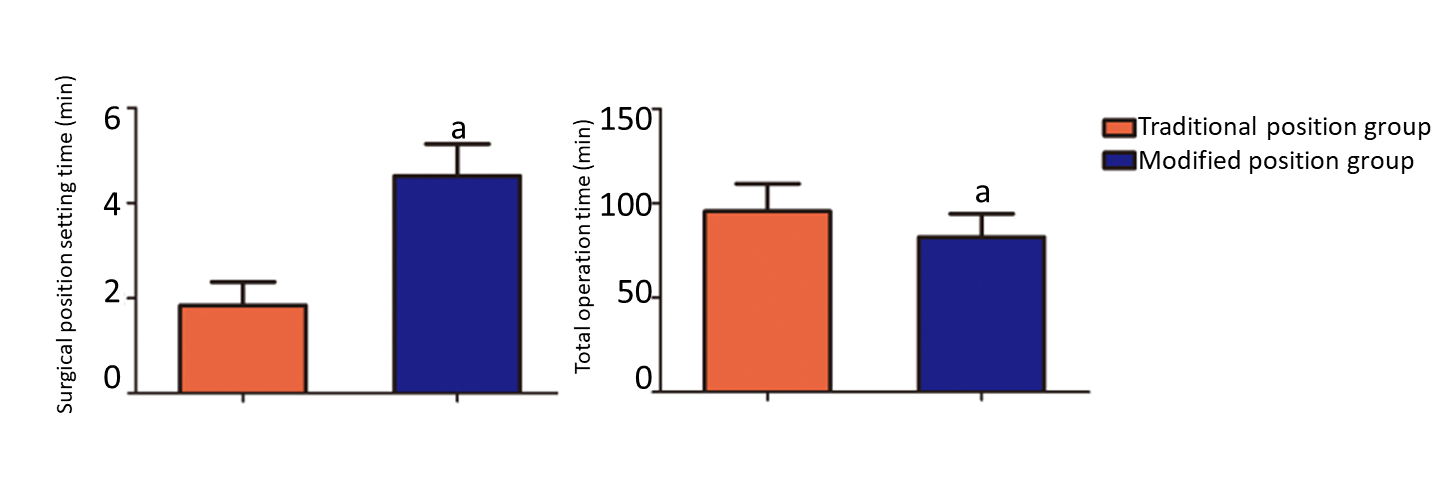 Surgical position setting time (min)
6
4
2
0
a
Total operation time (min)
150
100
50
0
a
Traditional position group
Modified position group